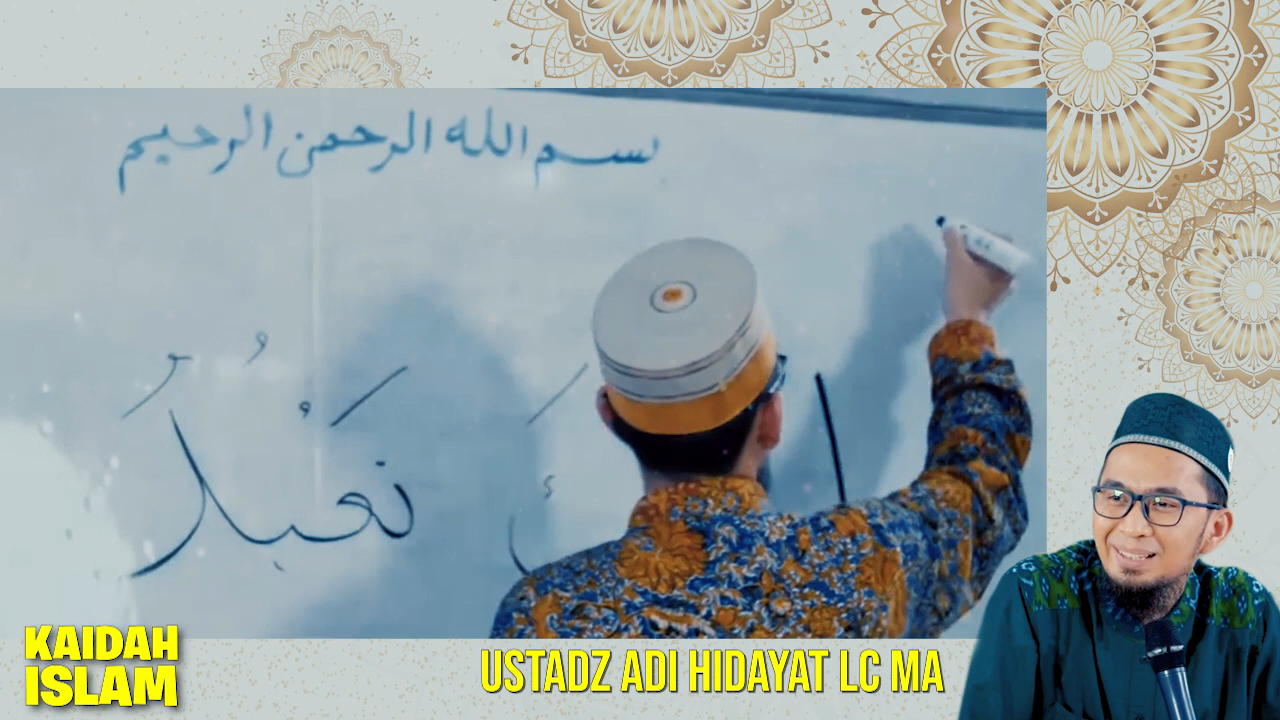 بسم الله الرحمن الرحيم
نَعْبُدُ
KAIDAH
ISLAM
USTADZ ADI HIDAYAT LC MA